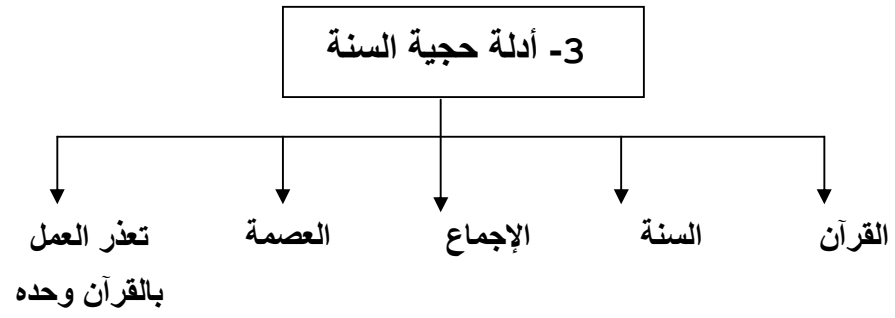 3- أدلة حجية السنة
القرآن
السنة
الإجماع
العصمة
تعذر العمل
بالقرآن وحده